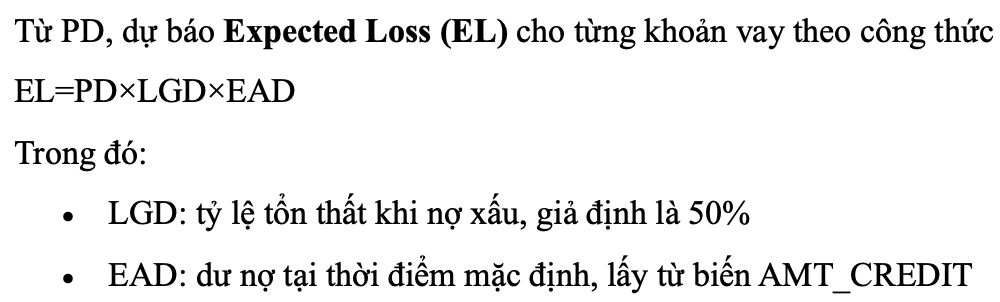 Từ PD, dự báo Expected Loss (EL) cho từng khoản vay theo công thức
EL=PD×LGD×EAD
Trong đó:
• LGD: tỷ lệ tổn thất khi nợ xấu, giả định là 50%
• EAD: dư nợ tại thời điểm mặc định, lấy từ biến AMT_CREDIT